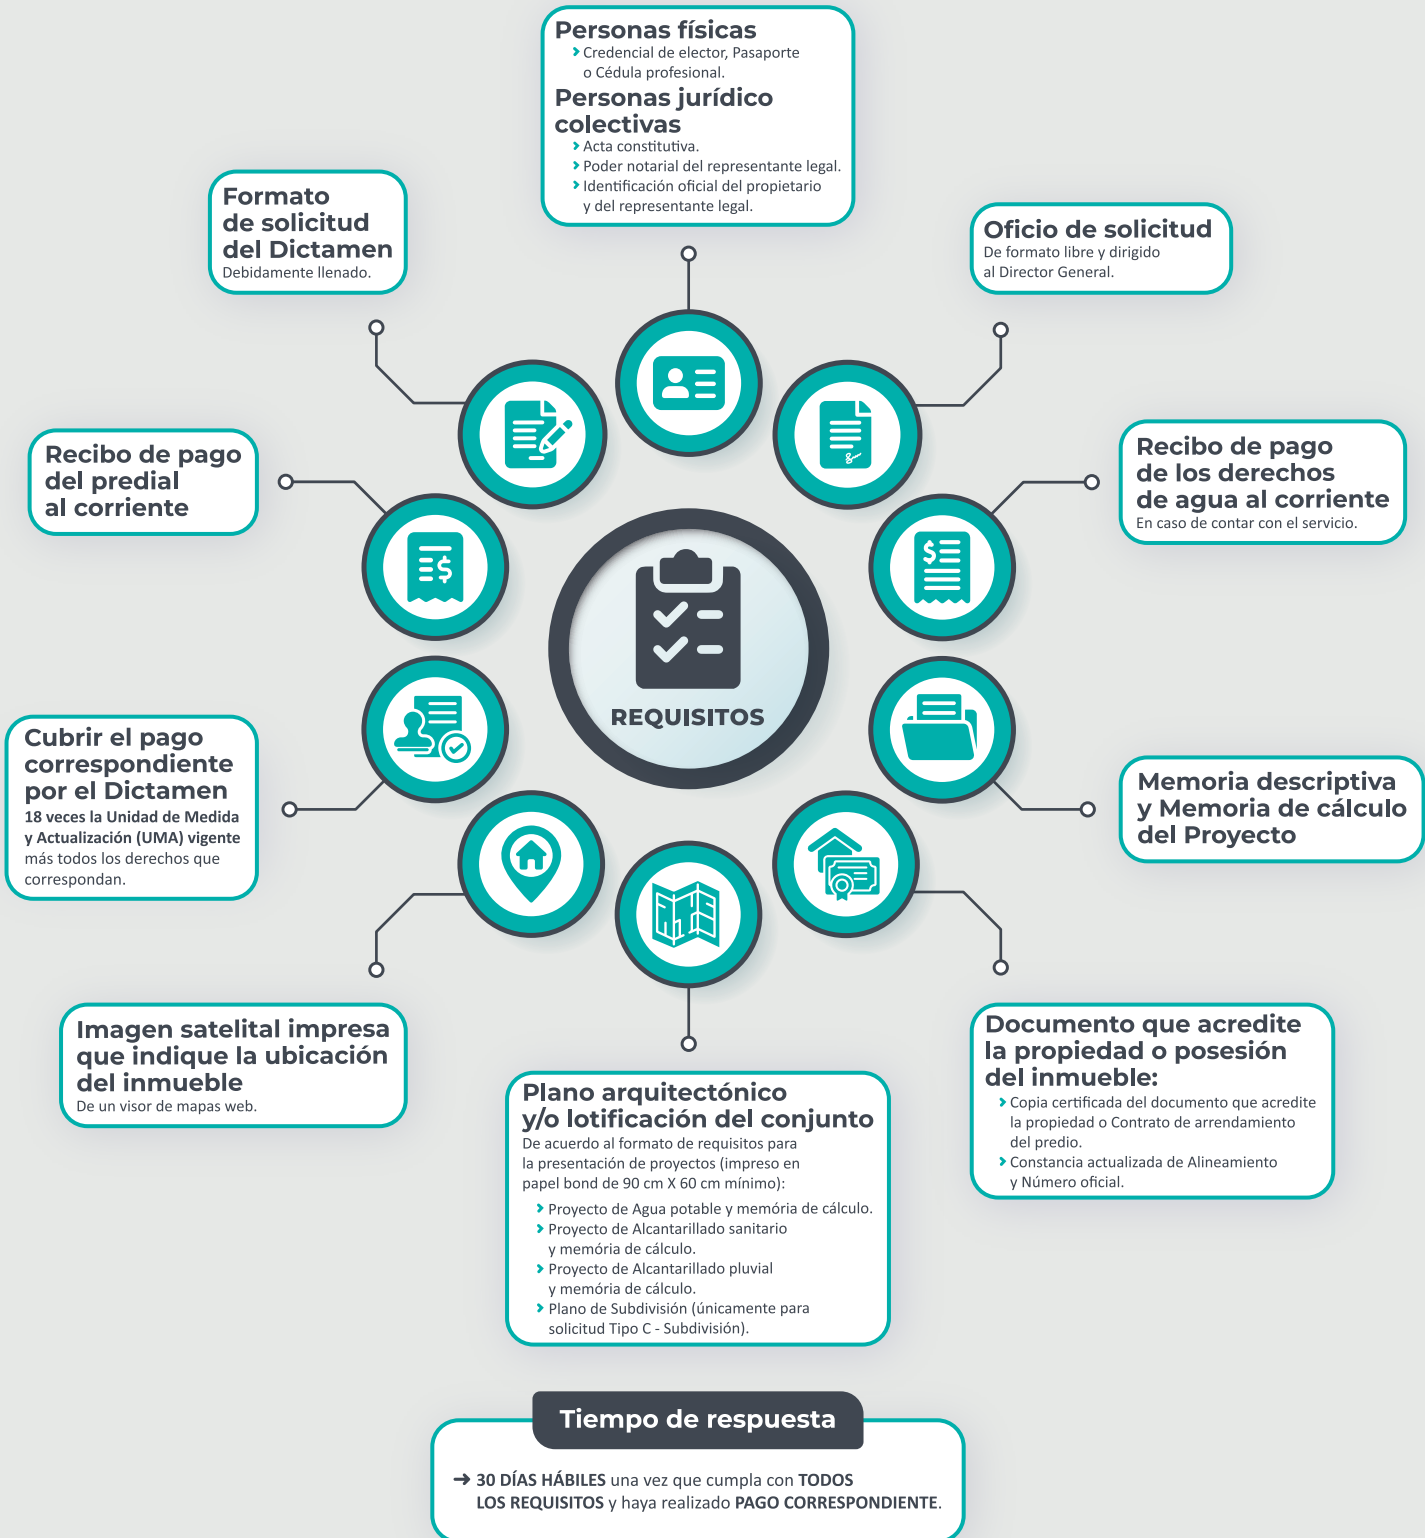 Personas físicas
Credencial de elector, Pasaporte
o Cédula profesional.
Personas jurídico
colectivas
Acta constitutiva.
Poder notarial del representante legal.
Identificación oficial del propietario
y del representante legal.
Formato
de solicitud
del Dictamen
Debidamente llenado.
Oficio de solicitud
De formato libre y dirigido
al Director General.
Recibo de pago
del predial
al corriente
Recibo de pago
de los derechos
de agua al corriente
En caso de contar con el servicio.
REQUISITOS
Cubrir el pago
correspondiente
por el Dictamen
18 veces la Unidad de Medida
y Actualización (UMA) vigente
más todos los derechos que
correspondan.
Memoria descriptiva
y Memoria de cálculo
del Proyecto
Imagen satelital impresa
que indique la ubicación
del inmueble
De un visor de mapas web.
Plano arquitectónico
y/o lotificación del conjunto
De acuerdo al formato de requisitos para
la presentación de proyectos (impreso en
papel bond de 90 cm X 60 cm mínimo):
Proyecto de Agua potable y memória de cálculo.
Proyecto de Alcantarillado sanitario
y memória de cálculo.
Proyecto de Alcantarillado pluvial
y memória de cálculo.
Plano de Subdivisión (únicamente para
solicitud Tipo C - Subdivisión).
Documento que acredite
la propiedad o posesión
del inmueble:
Copia certificada del documento que acredite
la propiedad o Contrato de arrendamiento
del predio.
Constancia actualizada de Alineamiento
y Número oficial.
Tiempo de respuesta
30 DÍAS HÁBILES una vez que cumpla con TODOS
LOS REQUISITOS y haya realizado PAGO CORRESPONDIENTE.